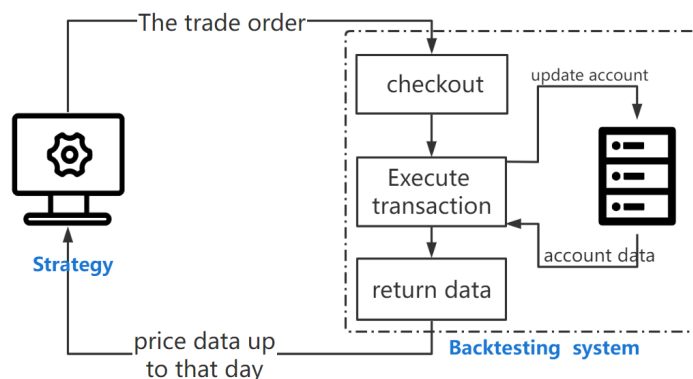 The trade order
checkout
update account
Execute
transaction
Strategy
account data
return data
price data up
to that day
Backtesting system